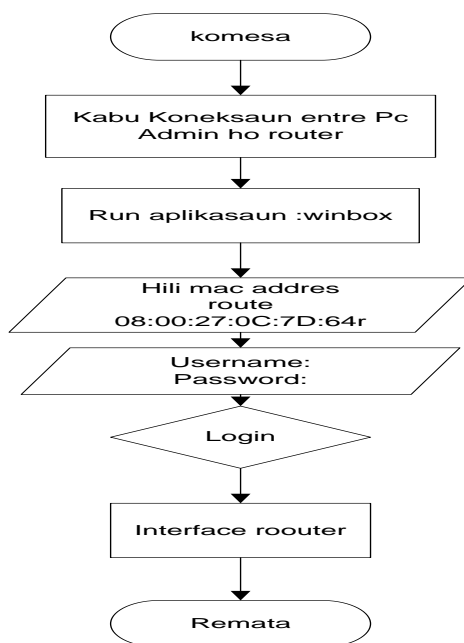 komesa
Kabu Koneksaun entre Pc
Admin ho router
Run aplikasaun :winbox
Hili mac addres
route
08:00:27:0C:7D:64r
Username:
Password:
Login
Interface roouter
Remata